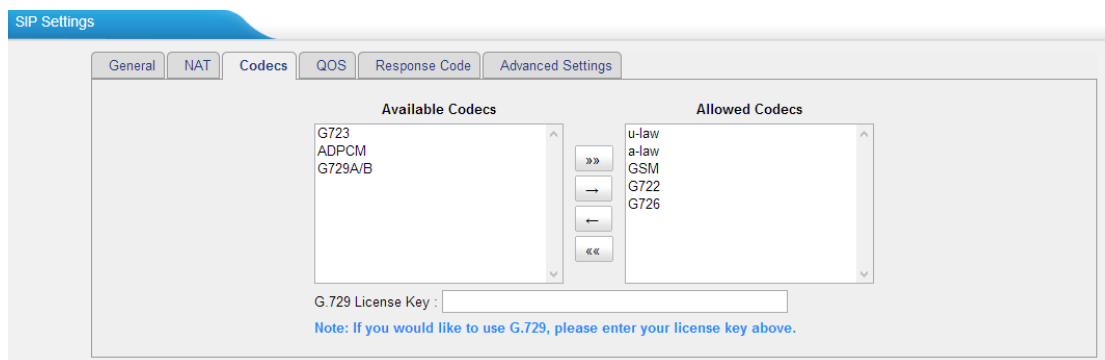 SIP Settings
General NAT Codecs QOS Response Code Advanced Settings
Available Codecs
G723
ADPCM
G729A/B
»»
→
←
««
Allowed Codecs
u-law
a-law
GSM
G722
G726
G.729 License Key :
Note: If you would like to use G.729, please enter your license key above.